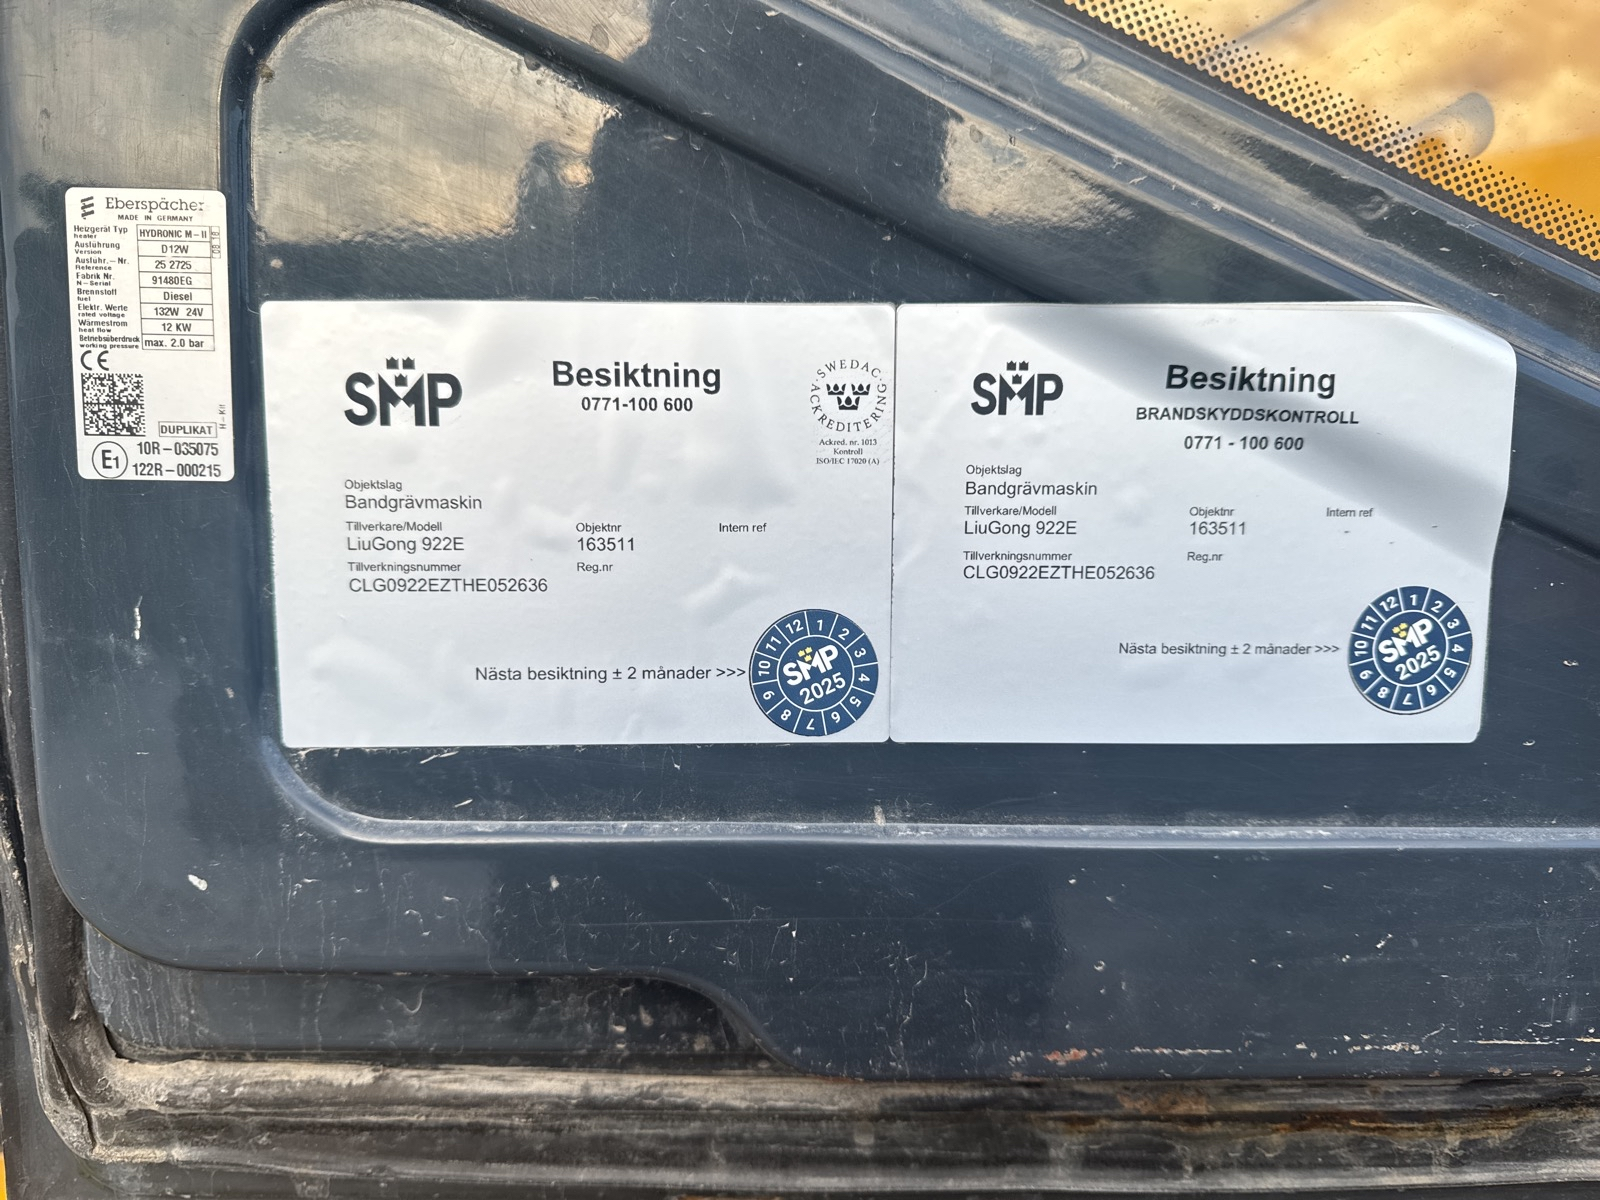 Eberspächer
MADE IN GERMANY
Heizgerät Typ
heater
HYDRONIC M-II
08 18
Ausführung
Version
D12W
Ausführ.-Nr.
Reference
25 2725
Fabrik Nr.
N-Serial
91480EG
Brennstoff
fuel
Diesel
Elektr. Werte
rated voltage
132W 24V
Wärmestrom
heat flow
12 KW
Betriebsüberdruck
working pressure
max. 2.0 bar
CE
H-Kit
DUPLIKAT
E1
10R-035075
122R-000215
SMP
Besiktning
0771-100 600
SWEDAC ACKREDITERING
Ackred. nr. 1013
Kontroll
ISO/IEC 17020 (A)
Objektslag
Bandgrävmaskin
Tillverkare/Modell
Objektnr
Intern ref
LiuGong 922E
163511
Tillverkningsnummer
Reg.nr
CLG0922EZTHE052636
Nästa besiktning ± 2 månader >>>
1 2 3 4 5 6 7 8 9 10 11 12
SMP
2025
SMP
Besiktning
BRANDSKYDDSKONTROLL
0771 - 100 600
Objektslag
Bandgrävmaskin
Tillverkare/Modell
Objektnr
Intern ref
LiuGong 922E
163511
-
Tillverkningsnummer
Reg.nr
CLG0922EZTHE052636
Nästa besiktning ± 2 månader >>>
1 2 3 4 5 6 7 8 9 10 11 12
SMP
2025